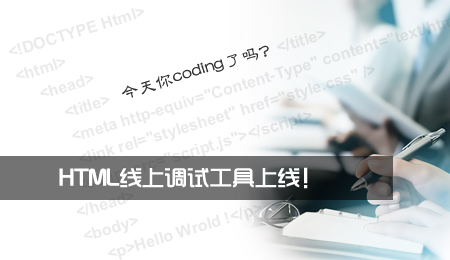 <!DOCTYPE Html>
<html>
<head>
<title> </title>
今天你coding了吗?
<meta http-equiv="Content-Type" content="text/htm
<link rel="stylesheet" href="style.css" />
="script.js"></script>
HTML线上调试工具上线!
</head>
<body>
<p>Hello Wrold !</p>